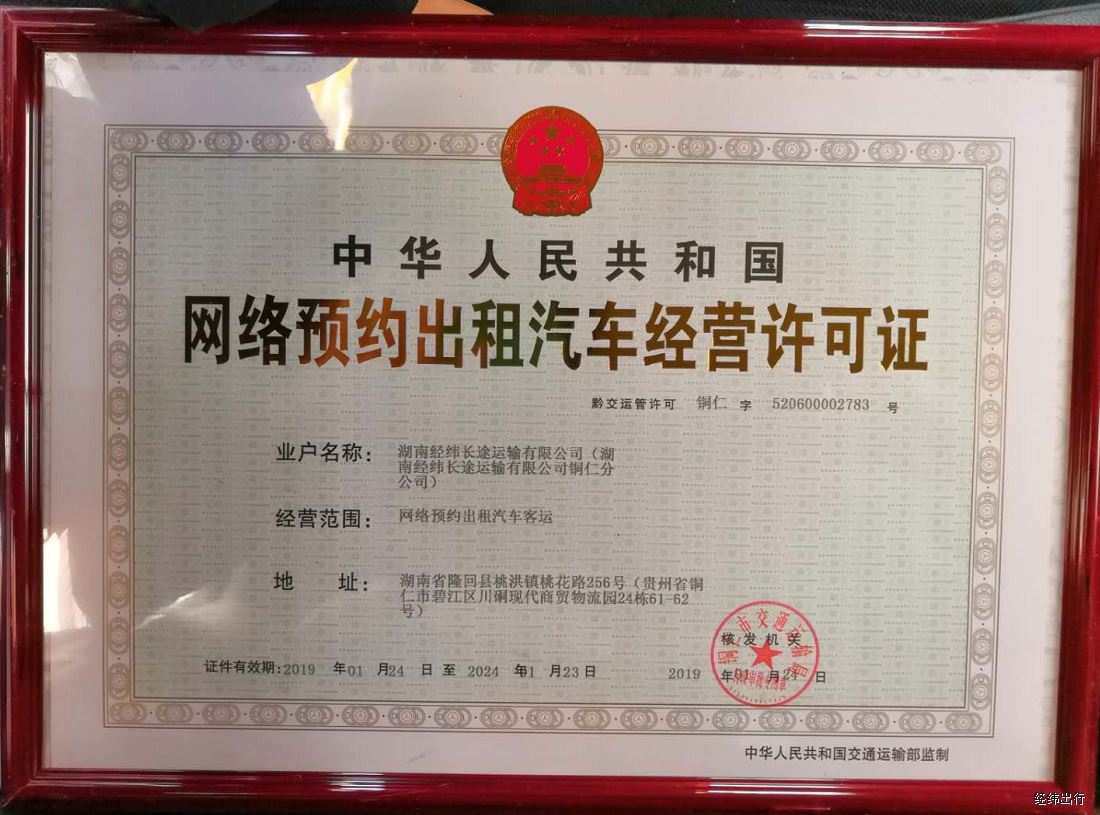 中华人民共和国
网络预约出租汽车经营许可证
黔交运管许可 铜仁 字 520600002783 号
业户名称： 湖南经纬长途运输有限公司（湖
南经纬长途运输有限公司铜仁分
公司）
经营范围： 网络预约出租汽车客运
地 址： 湖南省隆回县桃洪镇桃花路256号（贵州省铜
仁市碧江区川硐现代商贸物流园24栋61-62
号）
核发机关
证件有效期:2019 年01 月24 日至 2024 年1 月23日
2019 年01 月24 日
中华人民共和国交通运输部监制
经纬出行